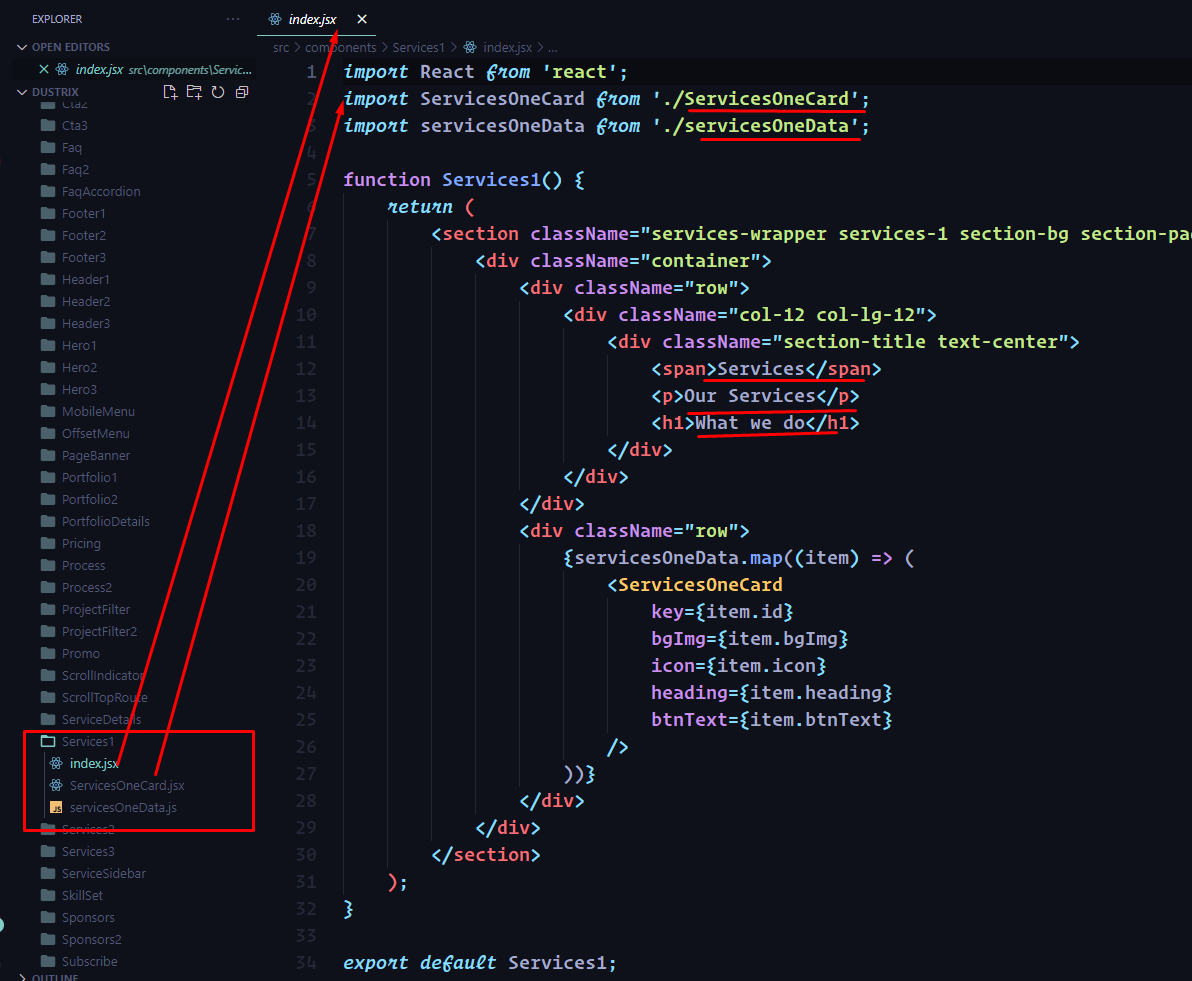 EXPLORER
index.jsx
OPEN EDITORS
index.jsx src\components\Servic...
DUSTRIX
Cta2
Cta3
Faq
Faq2
FaqAccordion
Footer1
Footer2
Footer3
Header1
Header2
Header3
Hero1
Hero2
Hero3
MobileMenu
OffsetMenu
PageBanner
Portfolio1
Portfolio2
PortfolioDetails
Pricing
Process
Process2
ProjectFilter
ProjectFilter2
Promo
ScrollIndicator
ScrollTopRoute
ServiceDetails
Services1
index.jsx
ServicesOneCard.jsx
JS servicesOneData.js
Services2
Services3
ServiceSidebar
SkillSet
Sponsors
Sponsors2
Subscribe
OUTLINE
src > components > Services1 > index.jsx > ...
1 import React from 'react';
2 import ServicesOneCard from './ServicesOneCard';
3 import servicesOneData from './servicesOneData';
4
5 function Services1() {
6 return (
7 <section className="services-wrapper services-1 section-bg section-pa
8 <div className="container">
9 <div className="row">
10 <div className="col-12 col-lg-12">
11 <div className="section-title text-center">
12 <span>Services</span>
13 <p>Our Services</p>
14 <h1>What we do</h1>
15 </div>
16 </div>
17 </div>
18 <div className="row">
19 {servicesOneData.map((item) => (
20 <ServicesOneCard
21 key={item.id}
22 bgImg={item.bgImg}
23 icon={item.icon}
24 heading={item.heading}
25 btnText={item.btnText}
26 />
27 ))}
28 </div>
29 </div>
30 </section>
31 );
32 }
33
34 export default Services1;